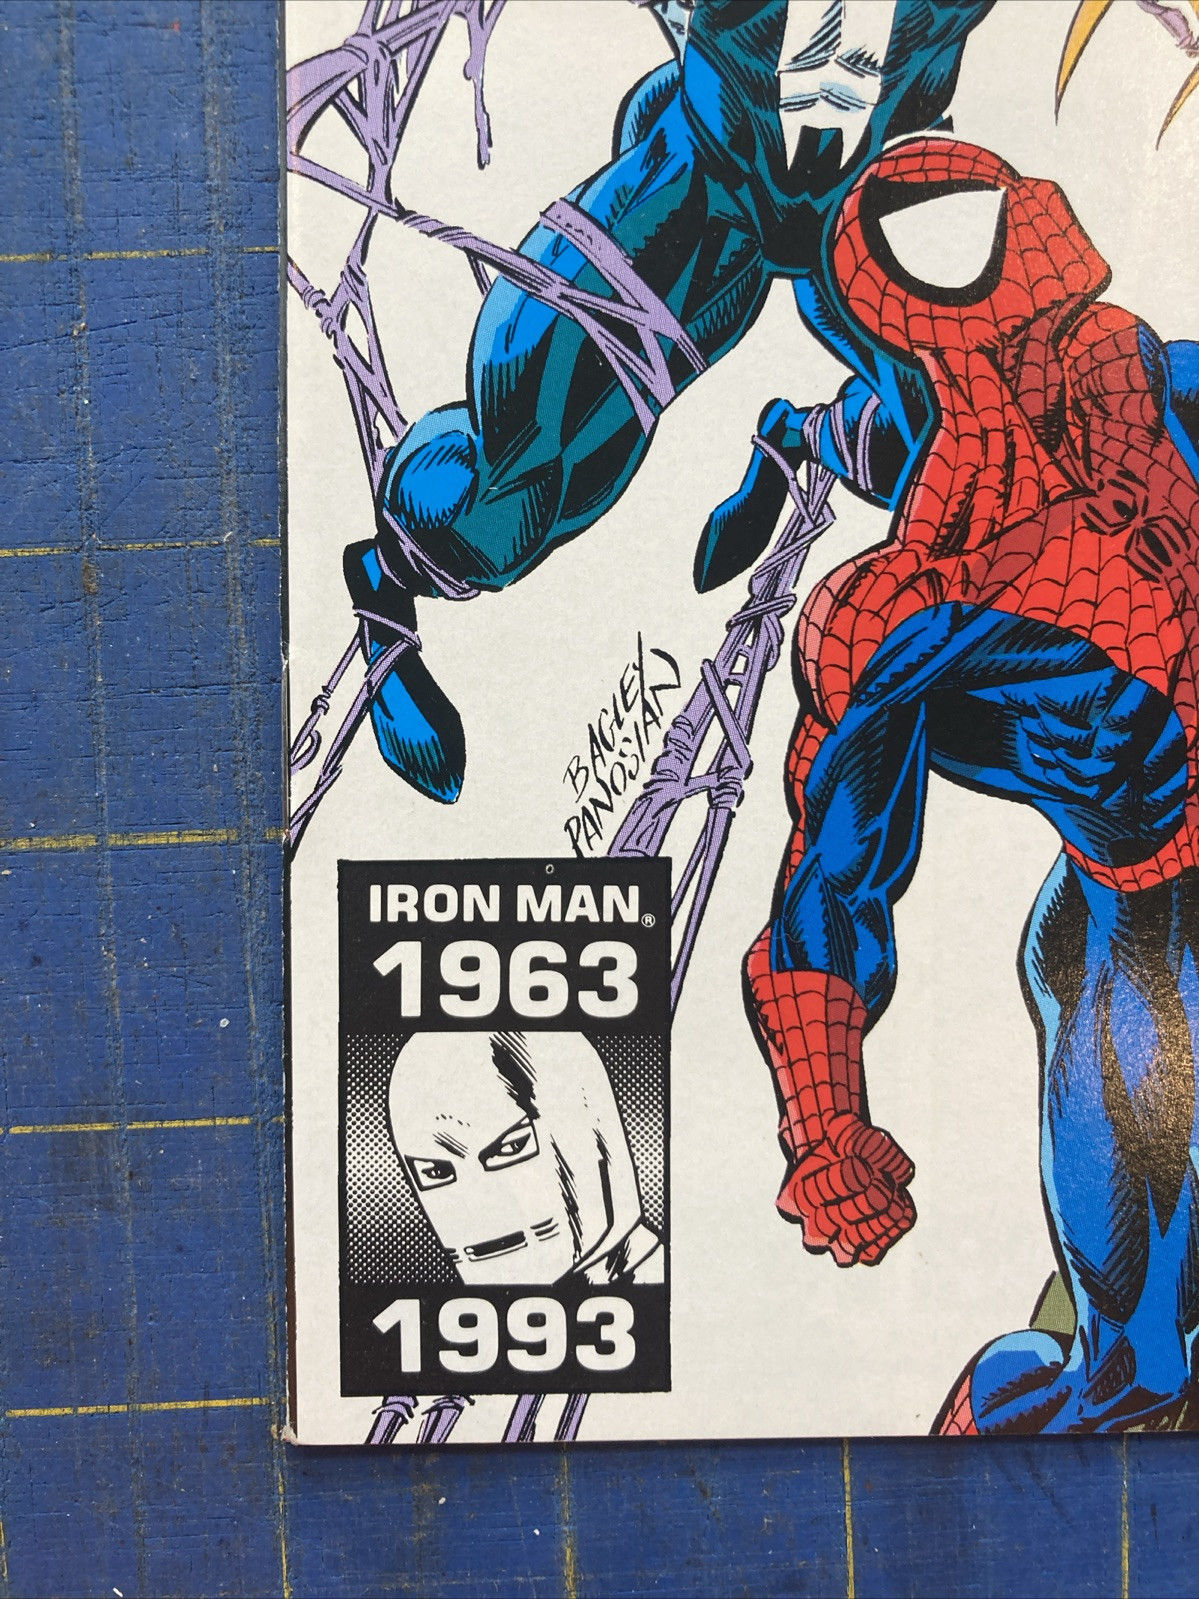 BAGLEY
PANOSIAN
IRON MAN®
1963
1993